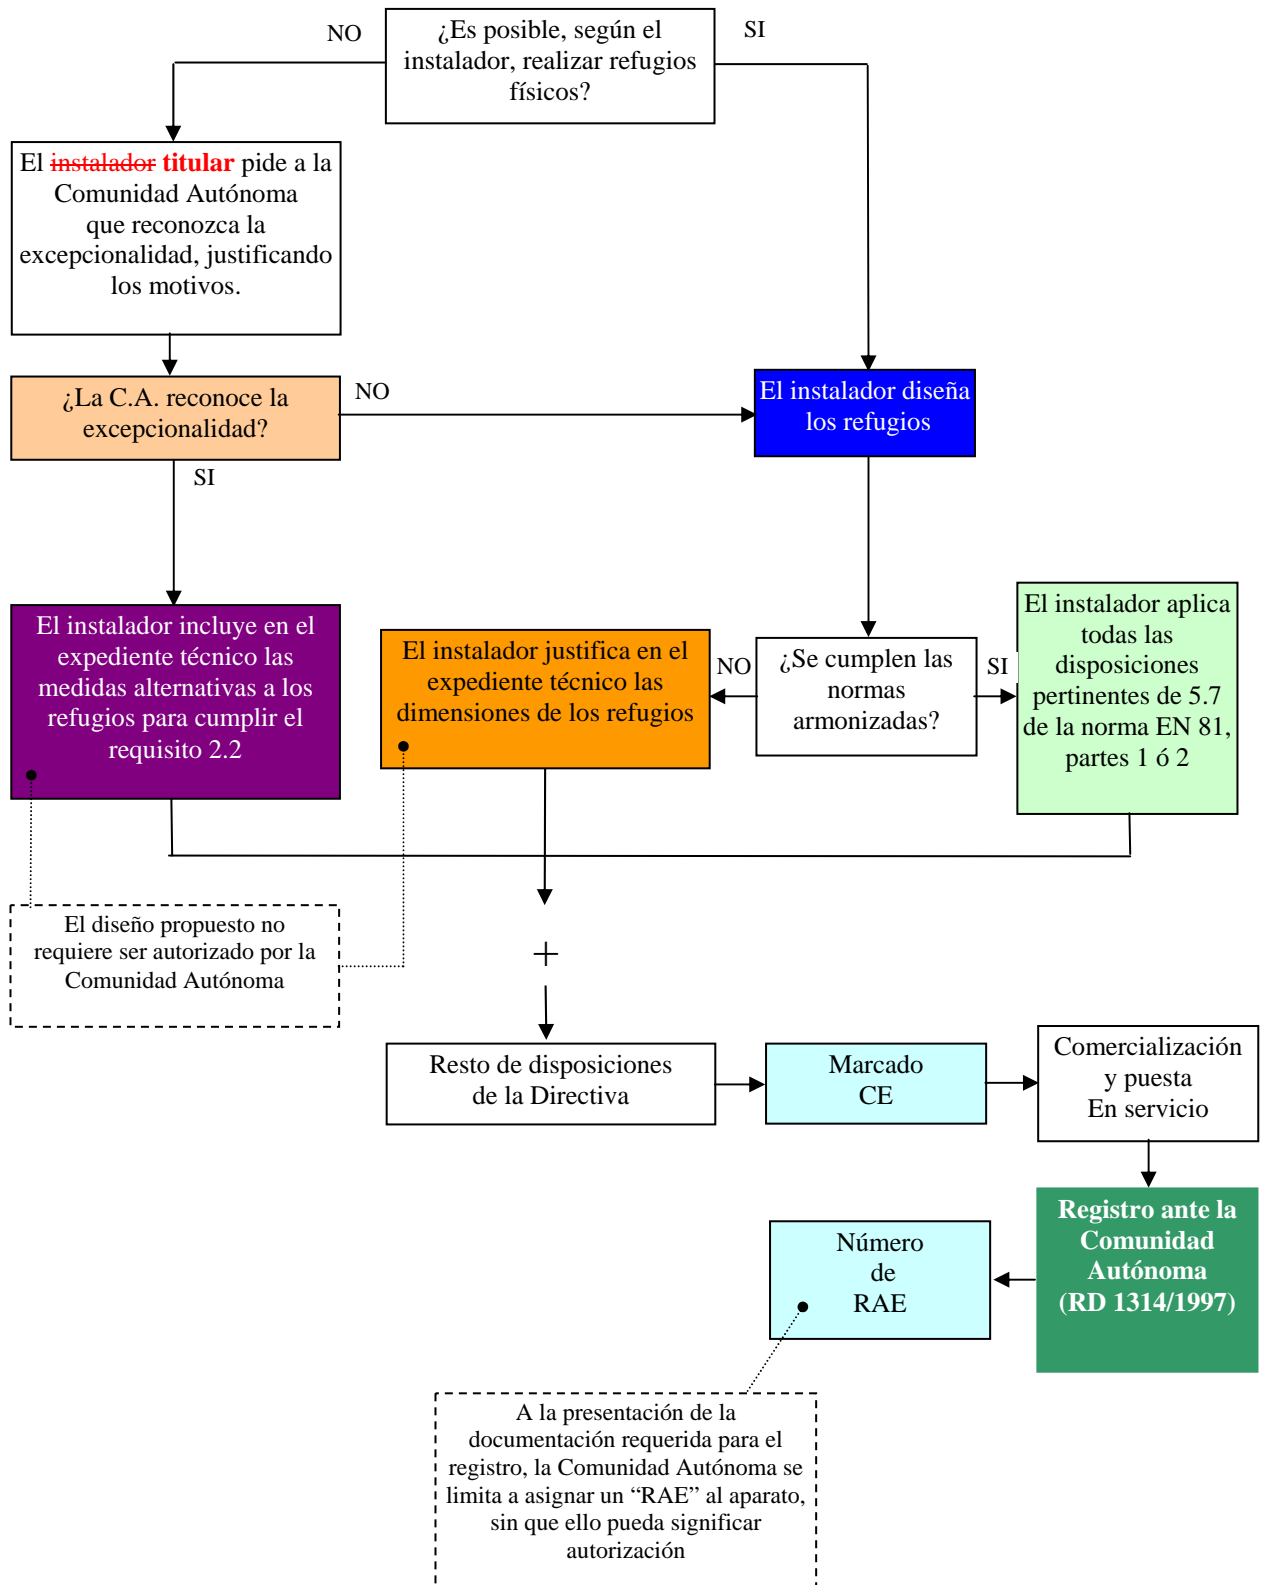 NO
¿Es posible, según el
instalador, realizar refugios
físicos?
SI
El instalador titular pide a la
Comunidad Autónoma
que reconozca la
excepcionalidad, justificando
los motivos.
¿La C.A. reconoce la
excepcionalidad?
NO
El instalador diseña
los refugios
SI
El instalador incluye en el
expediente técnico las
medidas alternativas a los
refugios para cumplir el
requisito 2.2
El instalador justifica en el
expediente técnico las
dimensiones de los refugios
NO
¿Se cumplen las
normas
armonizadas?
SI
El instalador aplica
todas las
disposiciones
pertinentes de 5.7
de la norma EN 81,
partes 1 ó 2
El diseño propuesto no
requiere ser autorizado por la
Comunidad Autónoma
+
Resto de disposiciones
de la Directiva
Marcado
CE
Comercialización
y puesta
En servicio
Registro ante la
Comunidad
Autónoma
(RD 1314/1997)
Número
de
RAE
A la presentación de la
documentación requerida para el
registro, la Comunidad Autónoma se
limita a asignar un “RAE” al aparato,
sin que ello pueda significar
autorización